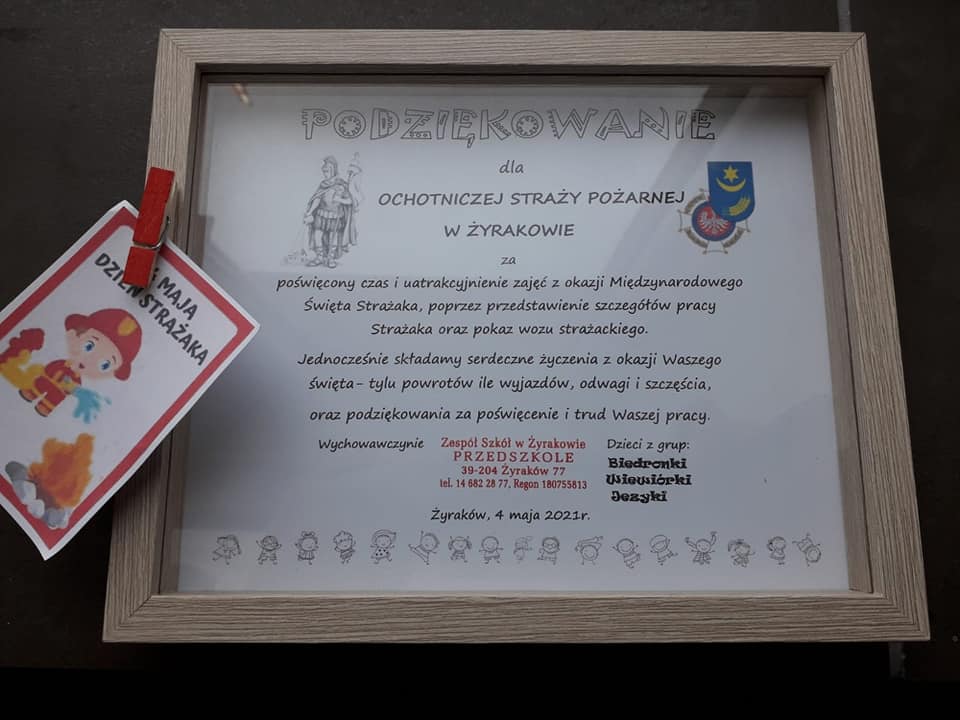 PODZIĘKOWANIE
dla
OCHOTNICZEJ STRAŻY POŻARNEJ
W ŻYRAKOWIE
za
poświęcony czas i uatrakcyjnienie zajęć z okazji Międzynarodowego
Święta Strażaka, poprzez przedstawienie szczegółów pracy
Strażaka oraz pokaz wozu strażackiego.
Jednocześnie składamy serdeczne życzenia z okazji Waszego
święta- tylu powrotów ile wyjazdów, odwagi i szczęścia,
oraz podziękowania za poświęcenie i trud Waszej pracy.
Wychowawczynie
Zespół Szkół w Żyrakowie
PRZEDSZKOLE
39-204 Żyraków 77
tel. 14 682 28 77, Regon 180755813
Dzieci z grup:
Biedronki
Wiewiórki
Jeżyki
Żyraków, 4 maja 2021r.
MAJA
DZIEŃ STRAŻAKA